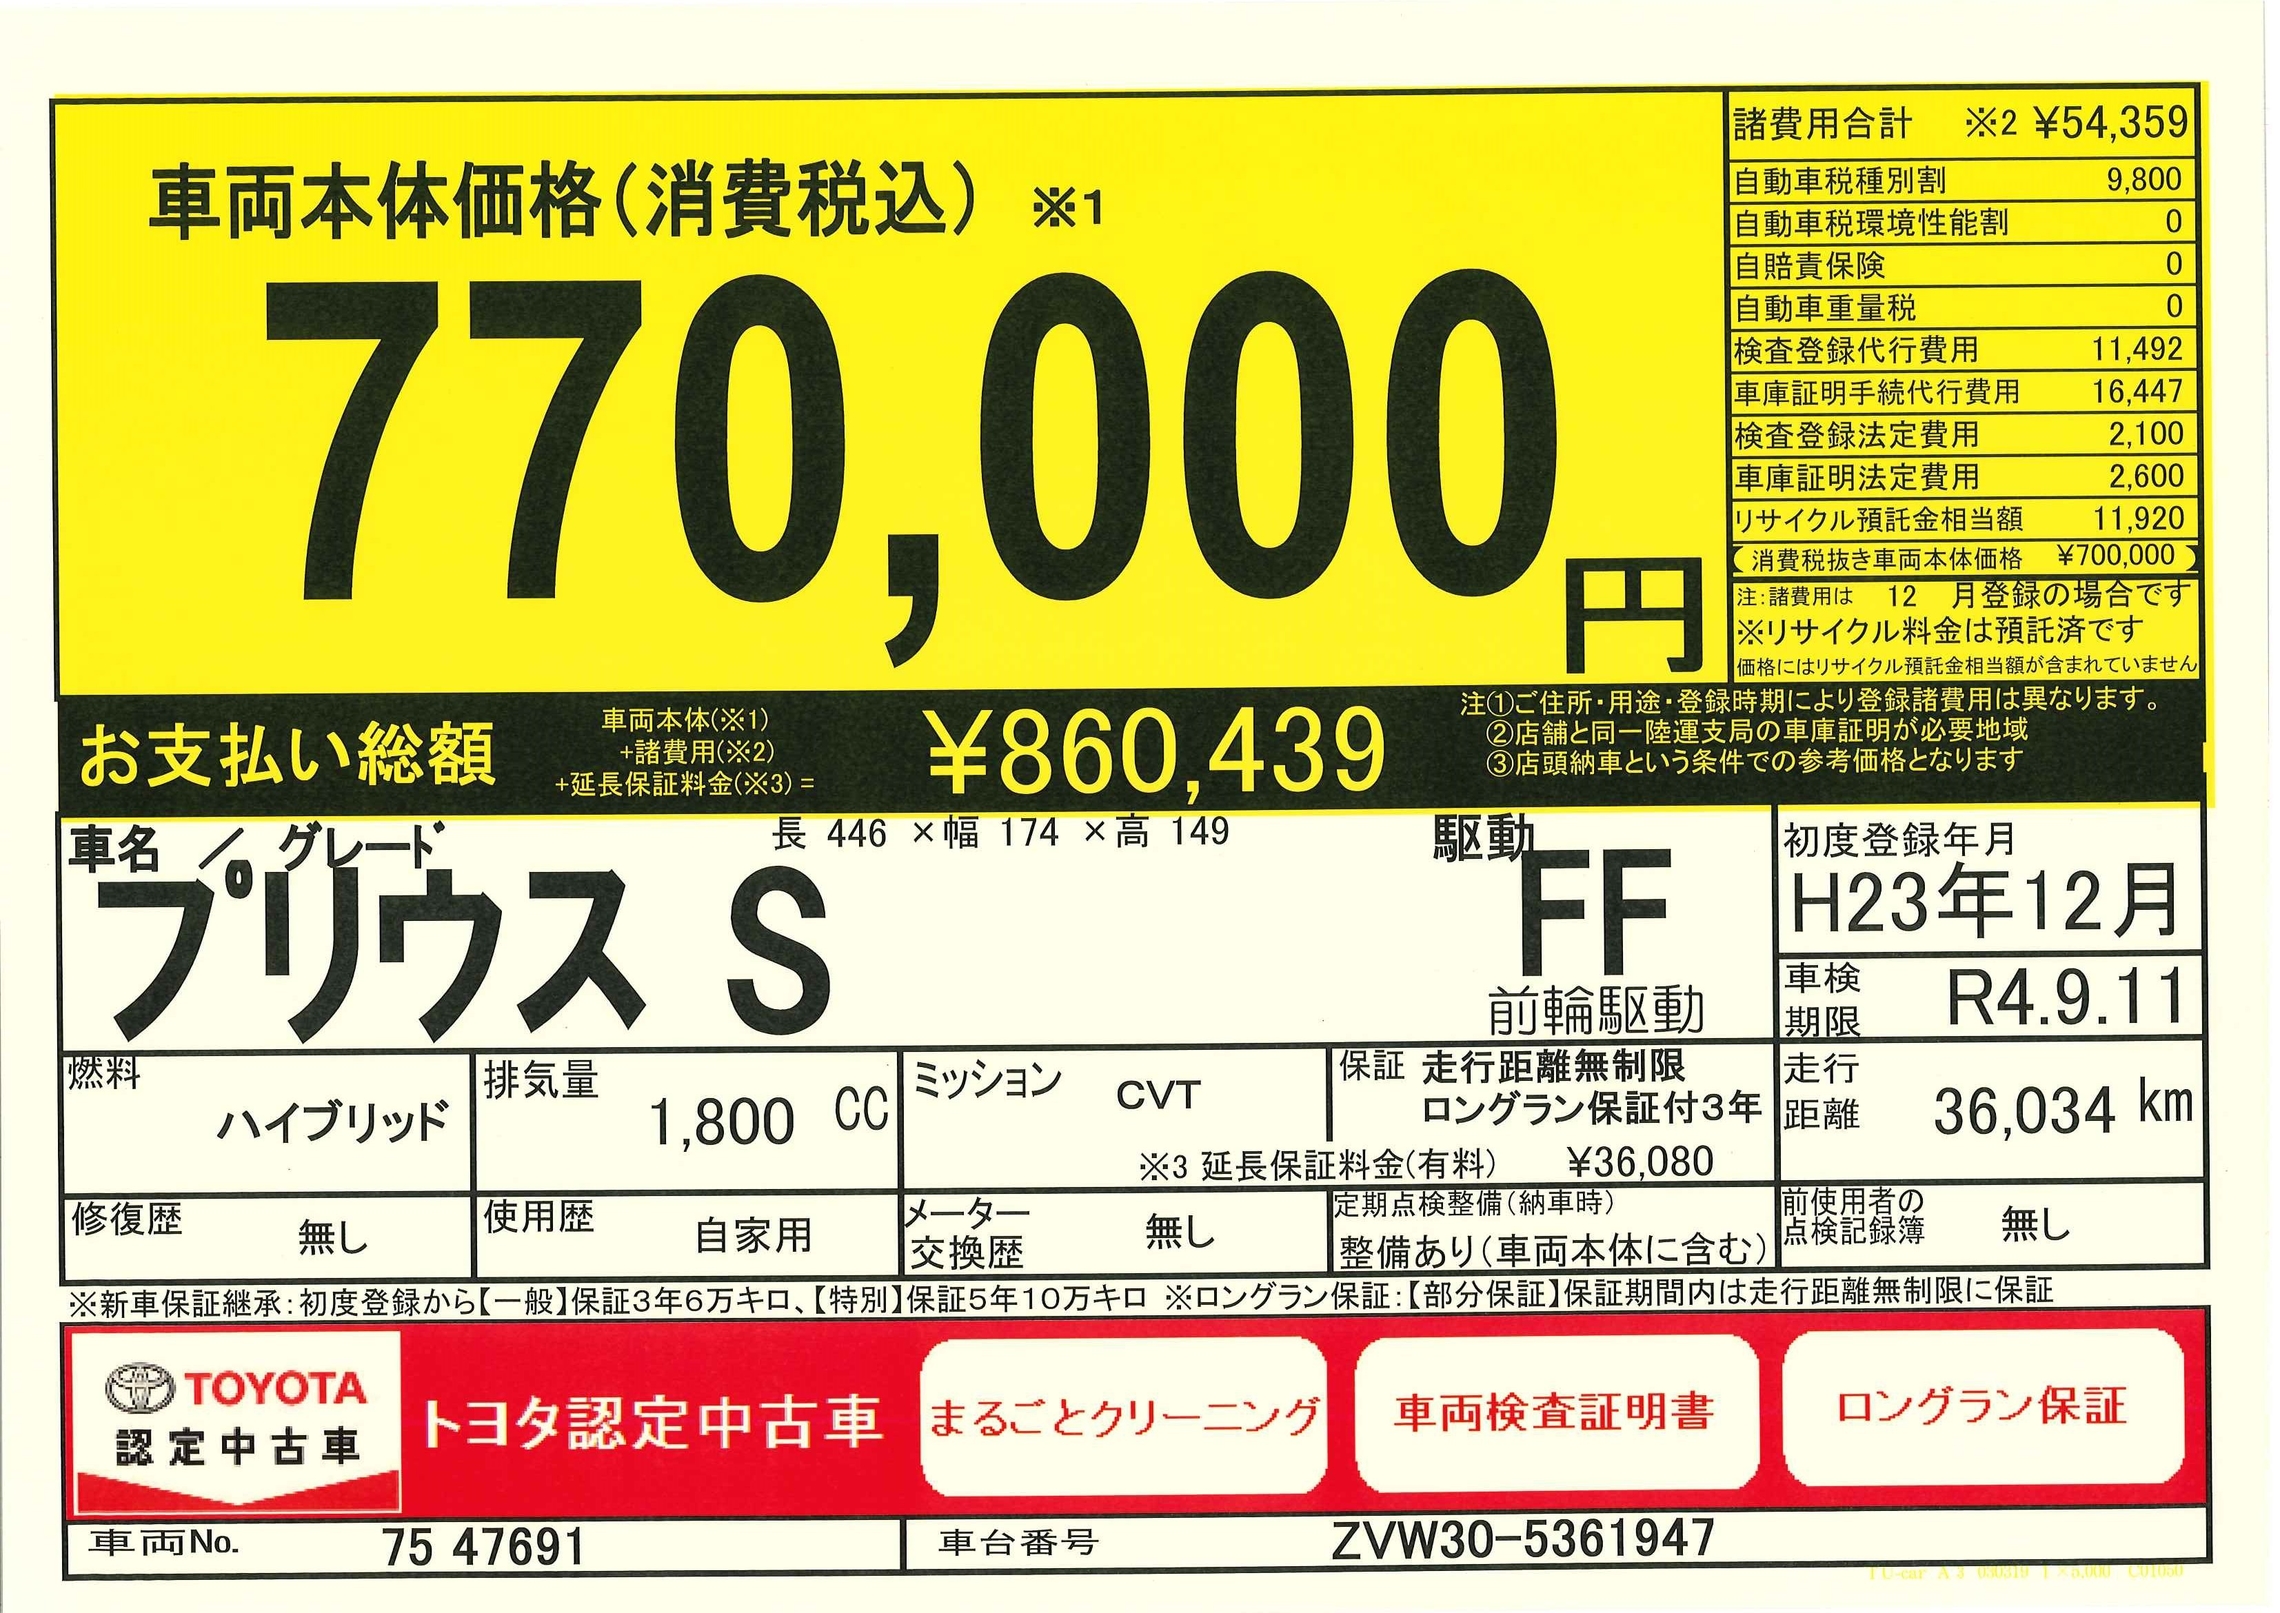 車両本体価格(消費税込) ※1
770,000円
諸費用合計 ※2 ¥54,359
自動車税種別割 9,800
自動車税環境性能割 0
自賠責保険 0
自動車重量税 0
検査登録代行費用 11,492
車庫証明手続代行費用 16,447
検査登録法定費用 2,100
車庫証明法定費用 2,600
リサイクル預託金相当額 11,920
(消費税抜き車両本体価格 ¥700,000)
注:諸費用は 12 月登録の場合です
※リサイクル料金は預託済です
価格にはリサイクル預託金相当額が含まれていません
お支払い総額
車両本体(※1)
+諸費用(※2)
+延長保証料金(※3)=
¥860,439
注①ご住所・用途・登録時期により登録諸費用は異なります。
②店舗と同一陸運支局の車庫証明が必要地域
③店頭納車という条件での参考価格となります
車名 / グレード
長 446 ×幅 174 ×高 149
プリウス S
駆動
FF
前輪駆動
初度登録年月
H23年12月
車検
期限
R4.9.11
燃料
ハイブリッド
排気量
1,800 CC
ミッション CVT
保証 走行距離無制限
ロングラン保証付3年
※3 延長保証料金(有料) ¥36,080
走行
距離
36,034 km
修復歴
無し
使用歴
自家用
メーター
交換歴
無し
定期点検整備(納車時)
整備あり(車両本体に含む)
前使用者の
点検記録簿
無し
※新車保証継承:初度登録から【一般】保証3年6万キロ、【特別】保証5年10万キロ ※ロングラン保証:【部分保証】保証期間内は走行距離無制限に保証
TOYOTA
認定中古車
トヨタ認定中古車
まるごとクリーニング
車両検査証明書
ロングラン保証
車両No. 75 47691
車台番号 ZVW30-5361947
TU-car A3 030319 1×5,000 C01050